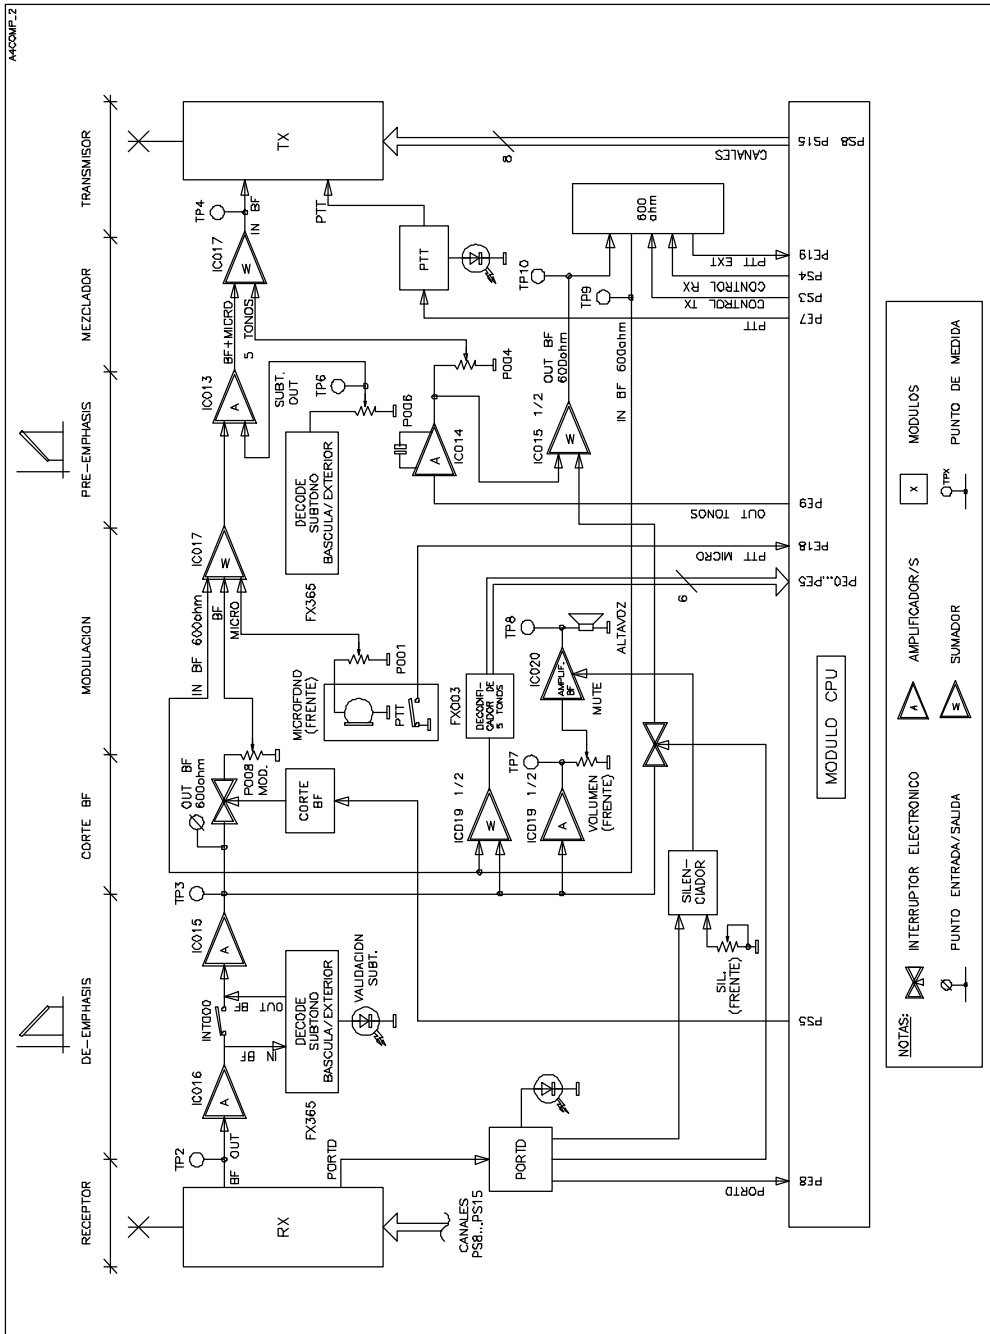 A4COMP_2
RECEPTOR
DE-EMPHASIS
CORTE BF
MODULACION
PRE-EMPHASIS
MEZCLADOR
TRANSMISOR
RX
TP2
BF OUT
IC016
A
INT000
IN BF
OUT BF
DECODE
SUBTONO
BASCULA/EXTERIOR
FX365
VALIDACION
SUBT.
IC015
A
TP3
OUT BF
600ohm
P008
MOD.
CORTE
BF
IN BF 600ohm
BF
MICRO
IC017
W
MICROFONO
(FRENTE)
PTT
P001
DECODE
SUBTONO
BASCULA/EXTERIOR
FX365
IC013
A
SUBT.
OUT
TP6
P006
BF+MICRO
5 TONOS
IC017
W
TP4
IN BF
TX
PTT
PTT
A
IC014
P004
IC015 1/2
W
OUT BF
600ohm
TP10
TP9
IN BF 600ohm
600
ohm
CANALES
8
PORTD
PORTD
CANALES
PS8...PS15
SILEN-
CIADOR
SIL.
(FRENTE)
IC019 1/2
W
IC019 1/2
A
TP7
VOLUMEN
(FRENTE)
FX003
DECODIFI-
CADOR DE
5 TONOS
IC020
AMPLIF.
BF
MUTE
TP8
ALTAVOZ
6
PORTD
PE8
PS5
PE0...PE5
PTT MICRO
PE18
OUT TONOS
PE9
PTT
PE7
CONTROL TX
PS3
CONTROL RX
PS4
PTT EXT
PE19
PS15 PS8
MODULO CPU
NOTAS:
INTERRUPTOR ELECTRONICO
A
AMPLIFICADOR/S
X
MODULOS
PUNTO ENTRADA/SALIDA
W
SUMADOR
TPX
PUNTO DE MEDIDA